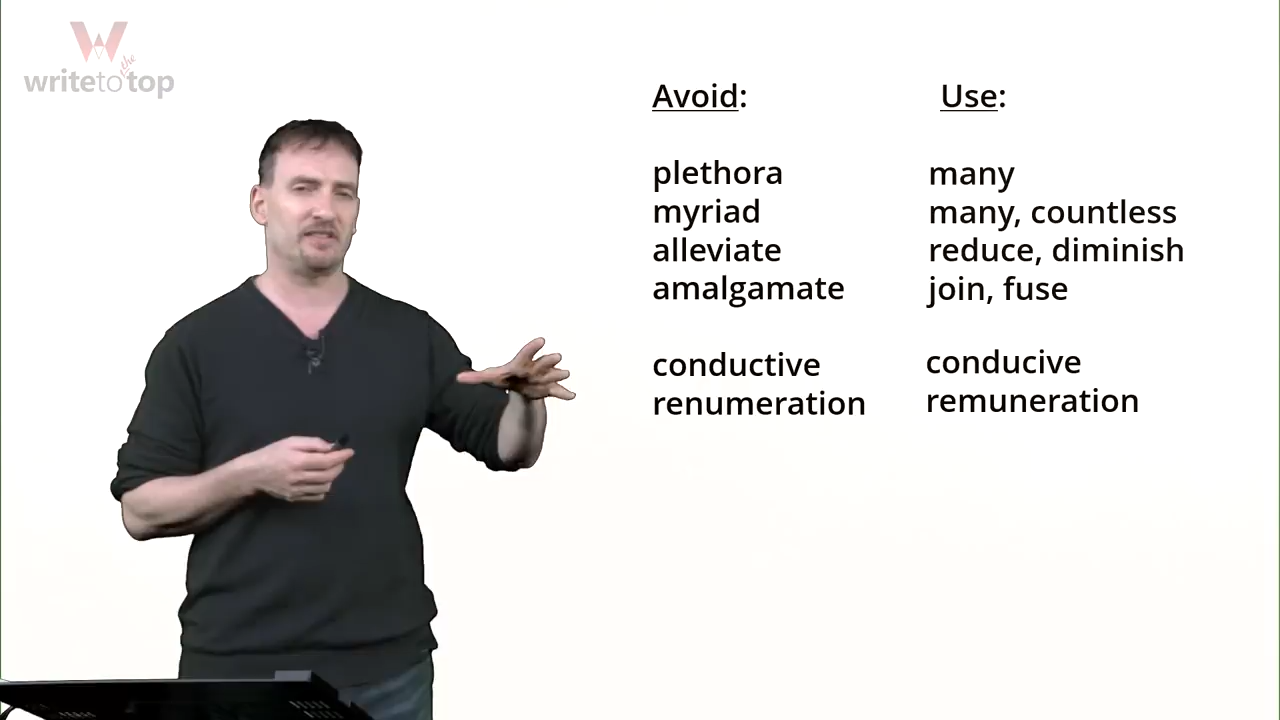 writetothetop
Avoid: Use:
plethora many
myriad many, countless
alleviate reduce, diminish
amalgamate join, fuse
conductive conducive
renumeration remuneration